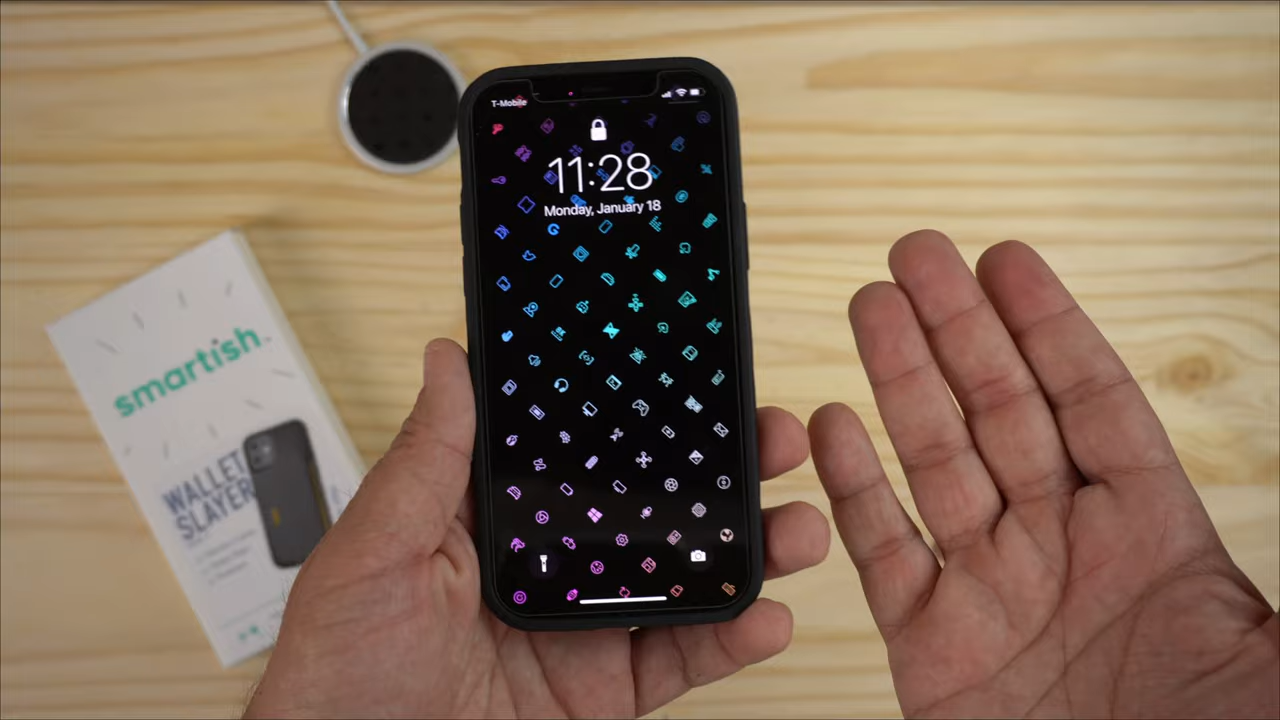 T-Mobile
11:28
Monday, January 18
smartish
WALLET
SLAYER